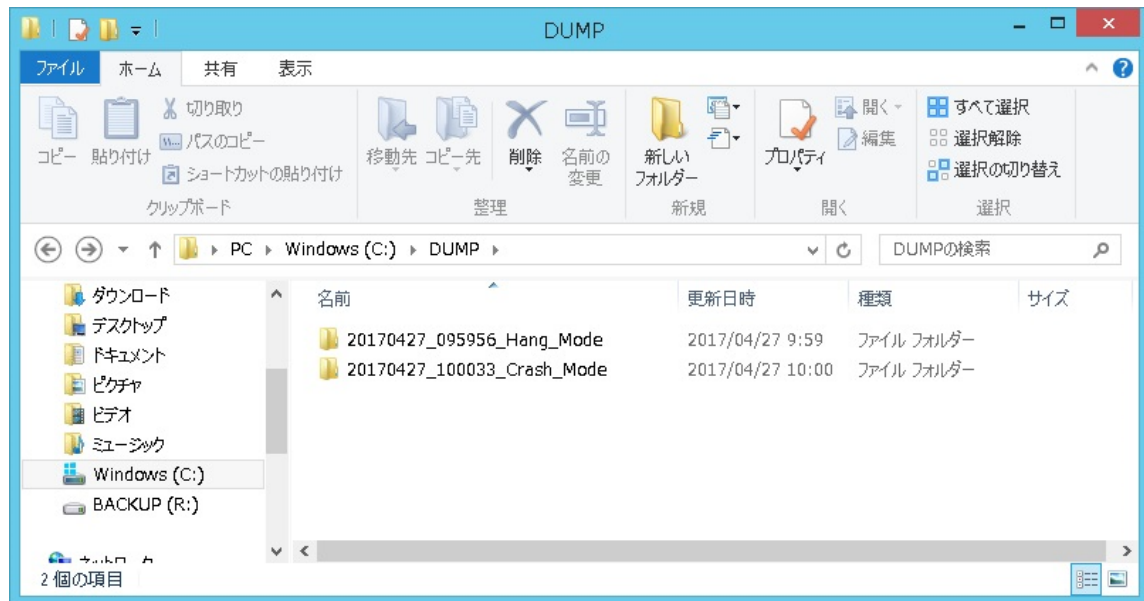 DUMP
ファイル ホーム 共有 表示
コピー
貼り付け
切り取り
パスのコピー
ショートカットの貼り付け
クリップボード
移動先
コピー先
削除
名前の
変更
整理
新しい
フォルダー
新規
プロパティ
開く
編集
開く
すべて選択
選択解除
選択の切り替え
選択
PC Windows (C:) DUMP
DUMPの検索
ダウンロード
デスクトップ
ドキュメント
ピクチャ
ビデオ
ミュージック
Windows (C:)
BACKUP (R:)
名前 更新日時 種類 サイズ
20170427_095956_Hang_Mode 2017/04/27 9:59 ファイル フォルダー
20170427_100033_Crash_Mode 2017/04/27 10:00 ファイル フォルダー
2 個の項目